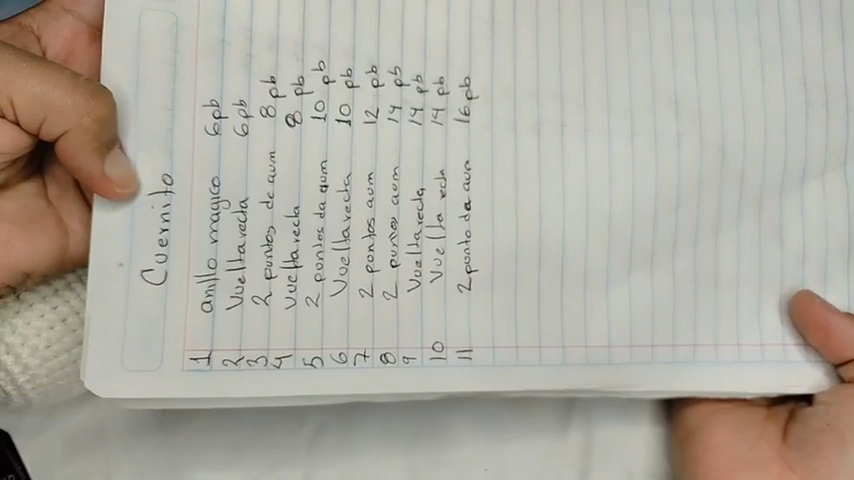 Cuernito
1 anillo magico 6pb
2 Vuelta recta 6pb
3 2 puntos de aum 8 pb
4 Vuelta recta 8 pb
5 2 puntos da aum 10 pb
6 Vuelta recta 10 pb
7 2 puntos aum 12 pb
8 2 puntos aum 14 pb
9 Vuelta recta 14 pb
10 Vuelta recta 14 pb
11 2 punto da aum 16 pb